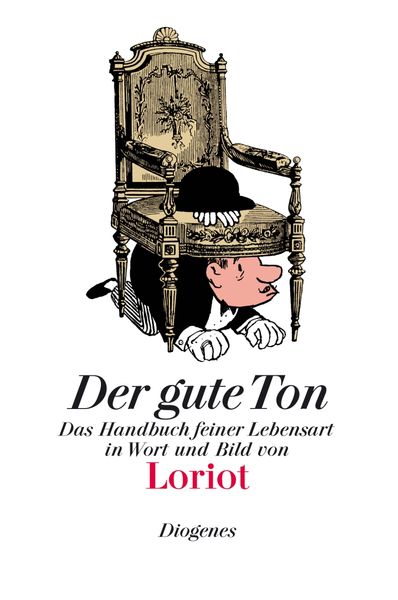 Der gute Ton
Das Handbuch feiner Lebensart
in Wort und Bild von
Loriot
Diogenes